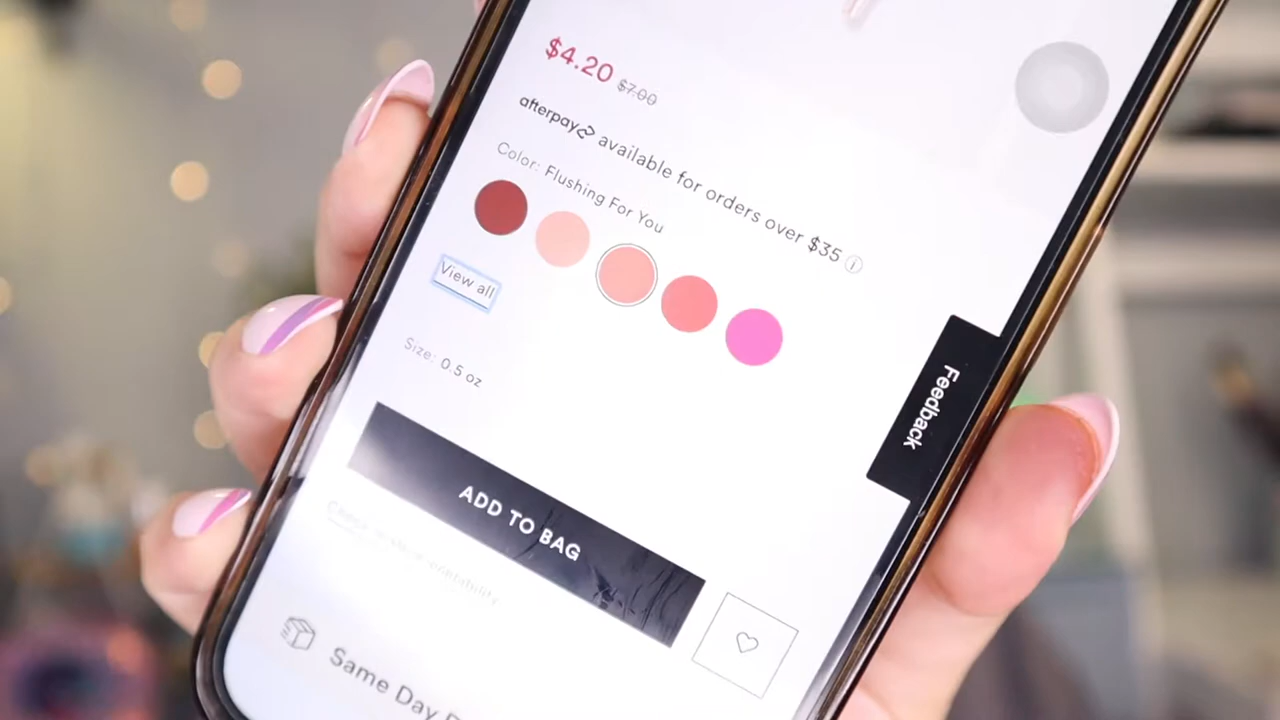 $4.20 $7.00
afterpay available for orders over $35
Color: Flushing For You
View all
Size: 0.5 oz
Feedback
ADD TO BAG
Same Day